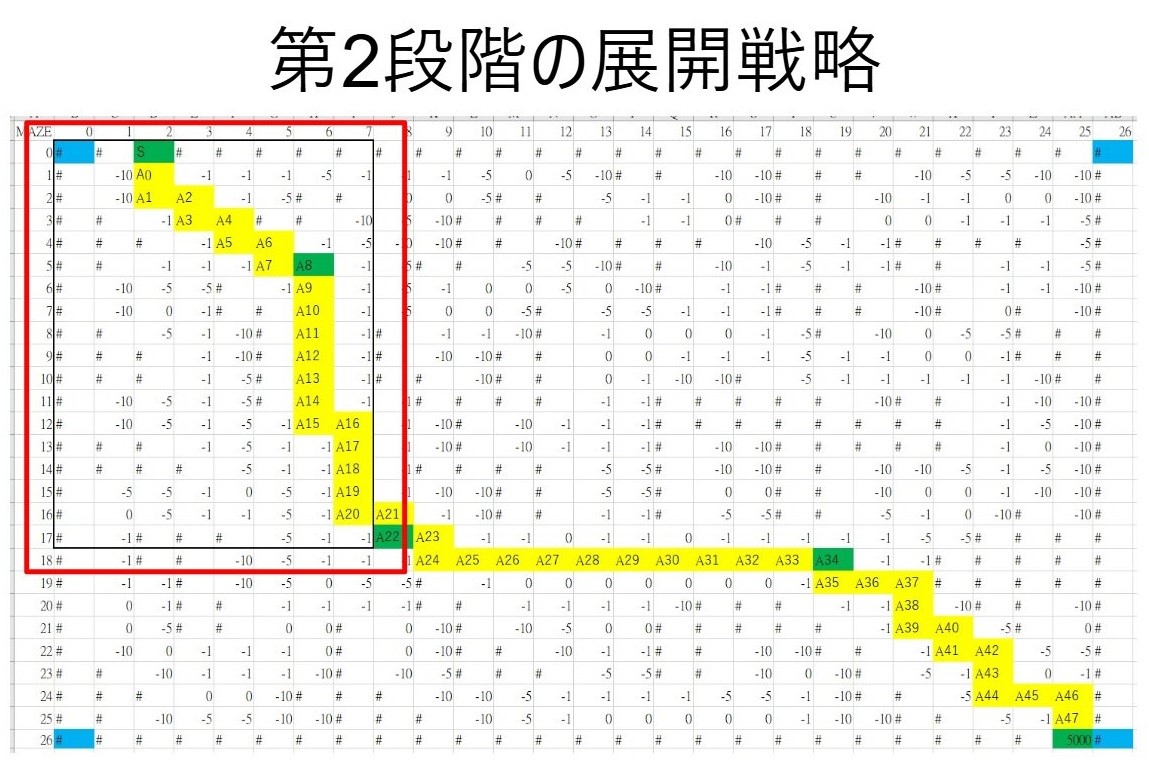 第2段階の展開戦略
MAZE 0 1 2 3 4 5 6 7 8 9 10 11 12 13 14 15 16 17 18 19 20 21 22 23 24 25 26
0 # # S # # # # # # # # # # # # # # # # # # # # # # # #
1 # -10 A0 -1 -1 -1 -5 -1 -1 -1 -5 0 -5 -10 # # -10 -10 # # # -10 -5 -5 -10 -10 #
2 # -10 A1 A2 -1 -5 # # 0 0 -5 # # # -5 -1 -1 0 -10 # # -10 -1 -1 0 0 -10 #
3 # # -1 A3 A4 # # -10 -5 -10 # # # # -1 -1 0 # # # 0 0 -1 -1 -1 -5 #
4 # # # -1 A5 A6 -1 -5 -10 -10 # # -10 # # # # # -10 -5 -1 -1 # # # # -5 #
5 # # -1 -1 -1 A7 A8 -1 -5 # # -5 -5 -10 # # -10 -1 -5 -1 -1 # # -1 -1 -5 #
6 # -10 -5 -5 # -1 A9 -1 -5 -1 0 0 -5 0 -10 # -1 -1 # # # -10 # -1 -1 -10 #
7 # -10 0 -1 # # A10 -1 -5 0 0 -5 # -5 -5 -1 -1 -1 # # # -10 # 0 # -10 #
8 # # -5 -1 -10 # A11 -1 # -1 -1 -10 # -1 0 0 0 -1 -5 # -10 0 -5 -5 # # #
9 # # # -1 -10 # A12 -1 # -10 -10 # # 0 0 -1 -1 -1 -5 -1 -1 0 0 -1 # # #
10 # # # -1 -5 # A13 -1 # # -10 # # 0 -1 -10 -10 # -5 -1 -1 -1 -1 -1 -10 # #
11 # -10 -5 -1 -5 # A14 -1 -1 # # # # -1 -1 # # # # # -10 # # -1 -1 -10 #
12 # -10 -5 -1 -5 -1 A15 A16 -1 -10 # -10 -1 -1 -1 # # # # # # # # -1 -1 -10 #
13 # # # -1 -5 -1 -1 A17 -1 -10 # -10 -1 -1 -1 # -10 -10 # # # # # -1 0 -10 #
14 # # # # -5 -1 -1 A18 -1 # # # # -5 -5 # -10 -10 # # -10 -10 -5 -1 -5 -10 #
15 # -5 -5 -1 0 -5 -1 A19 -1 -10 -10 # # -5 -5 # 0 0 # # -10 0 0 -1 -10 -10 #
16 # 0 -5 -1 -1 -5 -1 A20 A21 -1 -10 # # -1 -1 # -5 -5 # # -1 -1 -5 0 -10 # #
17 # -1 # # # -5 -1 -1 A22 A23 -1 -1 0 -1 -1 -1 -1 -1 -1 -1 -1 -1 -5 -5 # # #
18 # -1 # # -10 -5 -1 -1 -1 A24 A25 A26 A27 A28 A29 A30 A31 A32 A33 A34 -1 -1 # # # # #
19 # -1 # -1 # -10 -5 0 -5 -5 -1 -1 0 0 0 0 0 0 -1 A35 A36 A37 # # # # #
20 # 0 -1 # # -1 -1 -1 -1 # # -1 -1 -1 -1 -10 # # # -1 -1 A38 -10 # # -10 #
21 # 0 -5 # # 0 0 # 0 -10 # -10 -5 0 0 # # # # # -1 A39 A40 -5 # 0 #
22 # -10 0 -1 -1 -1 0 # 0 -10 # # -10 -1 -5 # # -10 -10 # # -1 A41 A42 -5 -5 #
23 # # -10 -1 -1 -1 -10 # -10 -5 # -5 -1 -5 -5 # # -10 0 -10 # -5 -1 A43 0 -1 #
24 # # # 0 0 -10 # # # -10 -10 -5 -1 -1 -1 -1 -5 -5 -1 -10 # # -5 A44 A45 A46 #
25 # # -10 -5 -5 -10 -10 # # # -10 -5 -1 0 0 0 0 0 -1 -10 -10 # # -5 -1 A47 #
26 # # # # # # # # # # # # # # # # # # # # # # # # # 5000 #